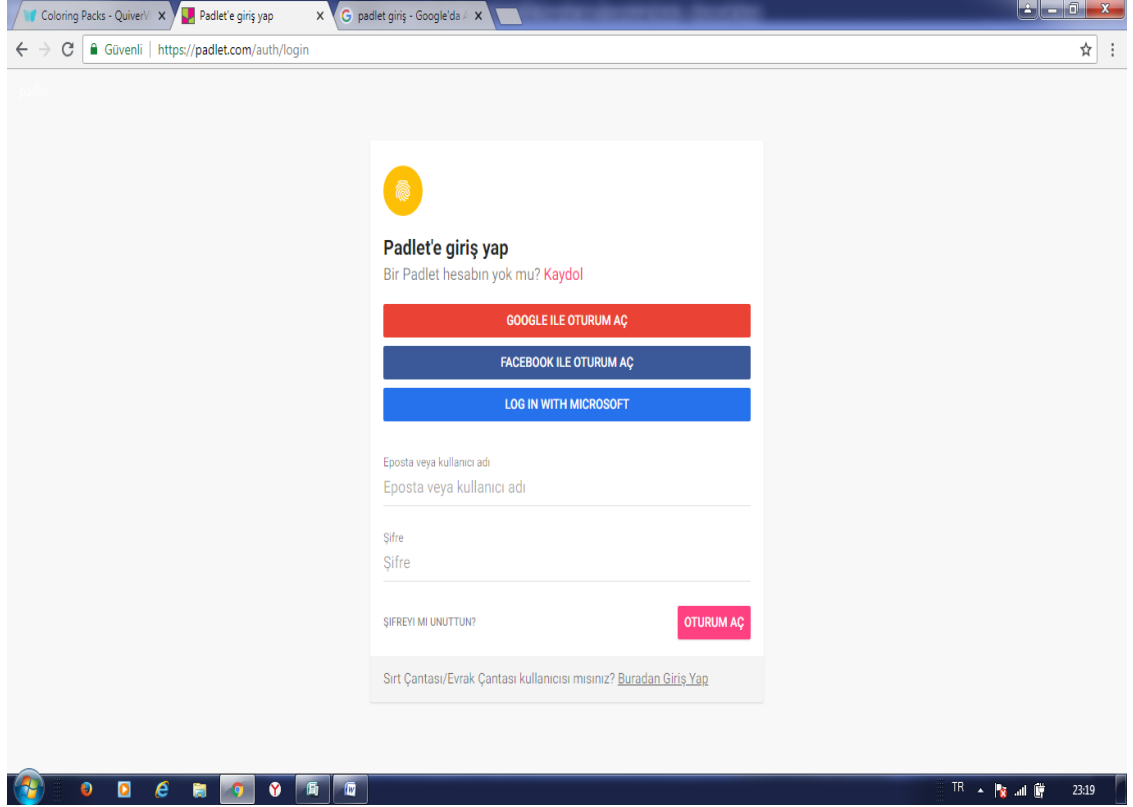 Coloring Packs - QuiverVi
Padlet'e giriş yap
padlet giriş - Google'da A
Güvenli | https://padlet.com/auth/login
padlet
Padlet'e giriş yap
Bir Padlet hesabın yok mu? Kaydol
GOOGLE ILE OTURUM AÇ
FACEBOOK ILE OTURUM AÇ
LOG IN WITH MICROSOFT
Eposta veya kullanıcı adı
Eposta veya kullanıcı adı
Şifre
Şifre
ŞIFREYI MI UNUTTUN?
OTURUM AÇ
Sırt Çantası/Evrak Çantası kullanıcısı mısınız? Buradan Giriş Yap
TR
23:19